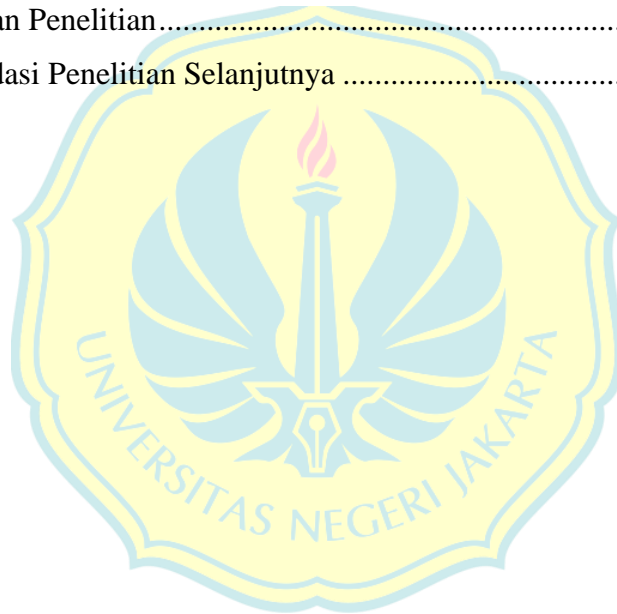 an Penelitian................................................................
dasi Penelitian Selanjutnya ......................................
UNIVERSITAS NEGERI JAKARTA